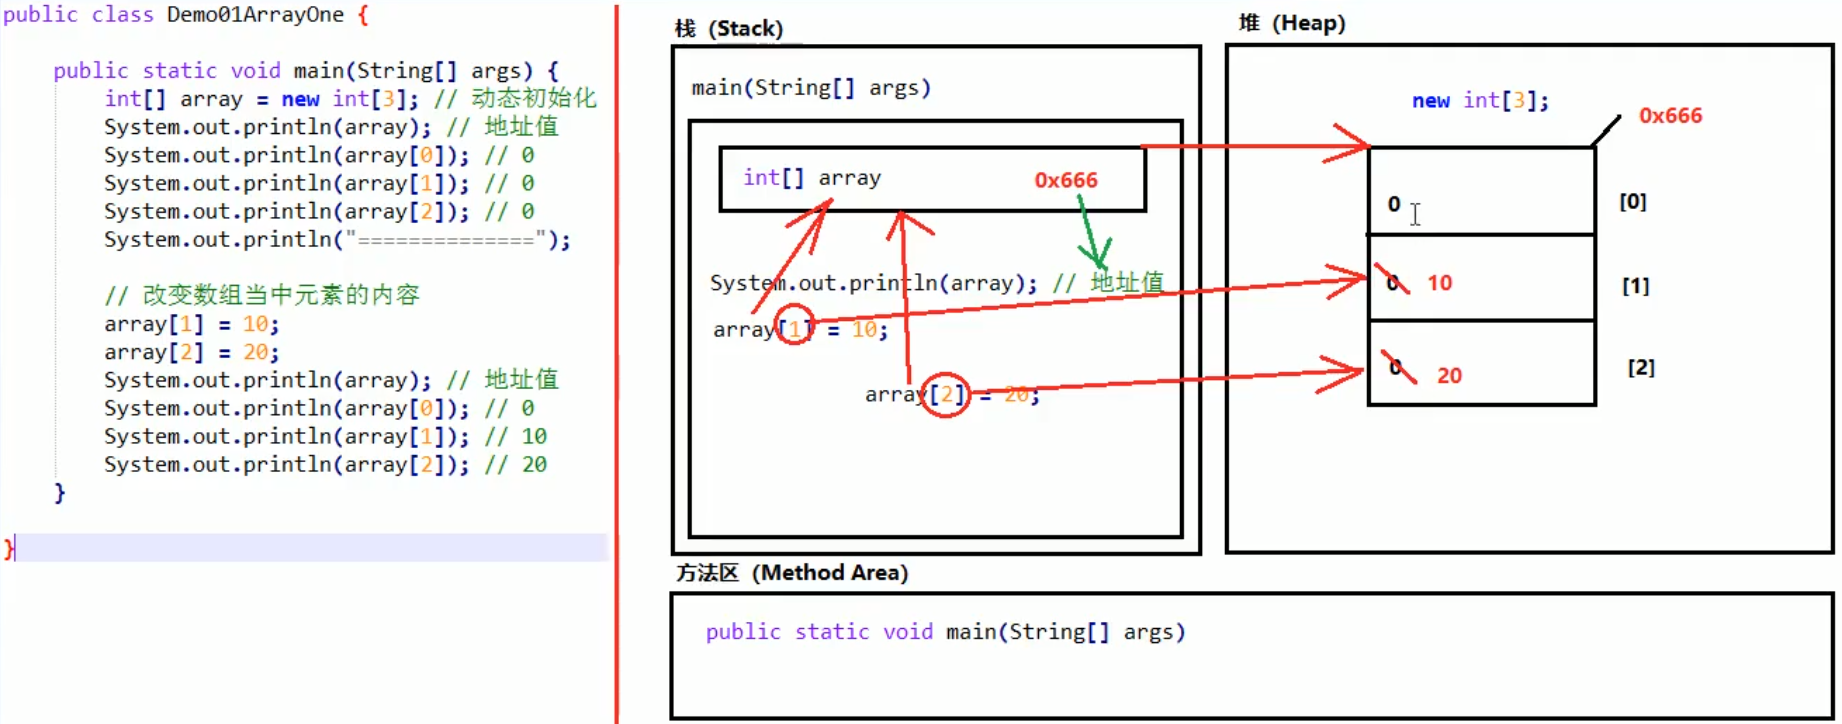 public class Demo01ArrayOne {
public static void main(String[] args) {
int[] array = new int[3]; // 动态初始化
System.out.println(array); // 地址值
System.out.println(array[0]); // 0
System.out.println(array[1]); // 0
System.out.println(array[2]); // 0
System.out.println("==============");
// 改变数组当中元素的内容
array[1] = 10;
array[2] = 20;
System.out.println(array); // 地址值
System.out.println(array[0]); // 0
System.out.println(array[1]); // 10
System.out.println(array[2]); // 20
}
}
栈（Stack）
main(String[] args)
int[] array 0x666
System.out.println(array); // 地址值
array[1] = 10;
array[2] = 20;
堆（Heap）
new int[3];
0x666
0 [0]
0 10 [1]
0 20 [2]
方法区（Method Area）
public static void main(String[] args)